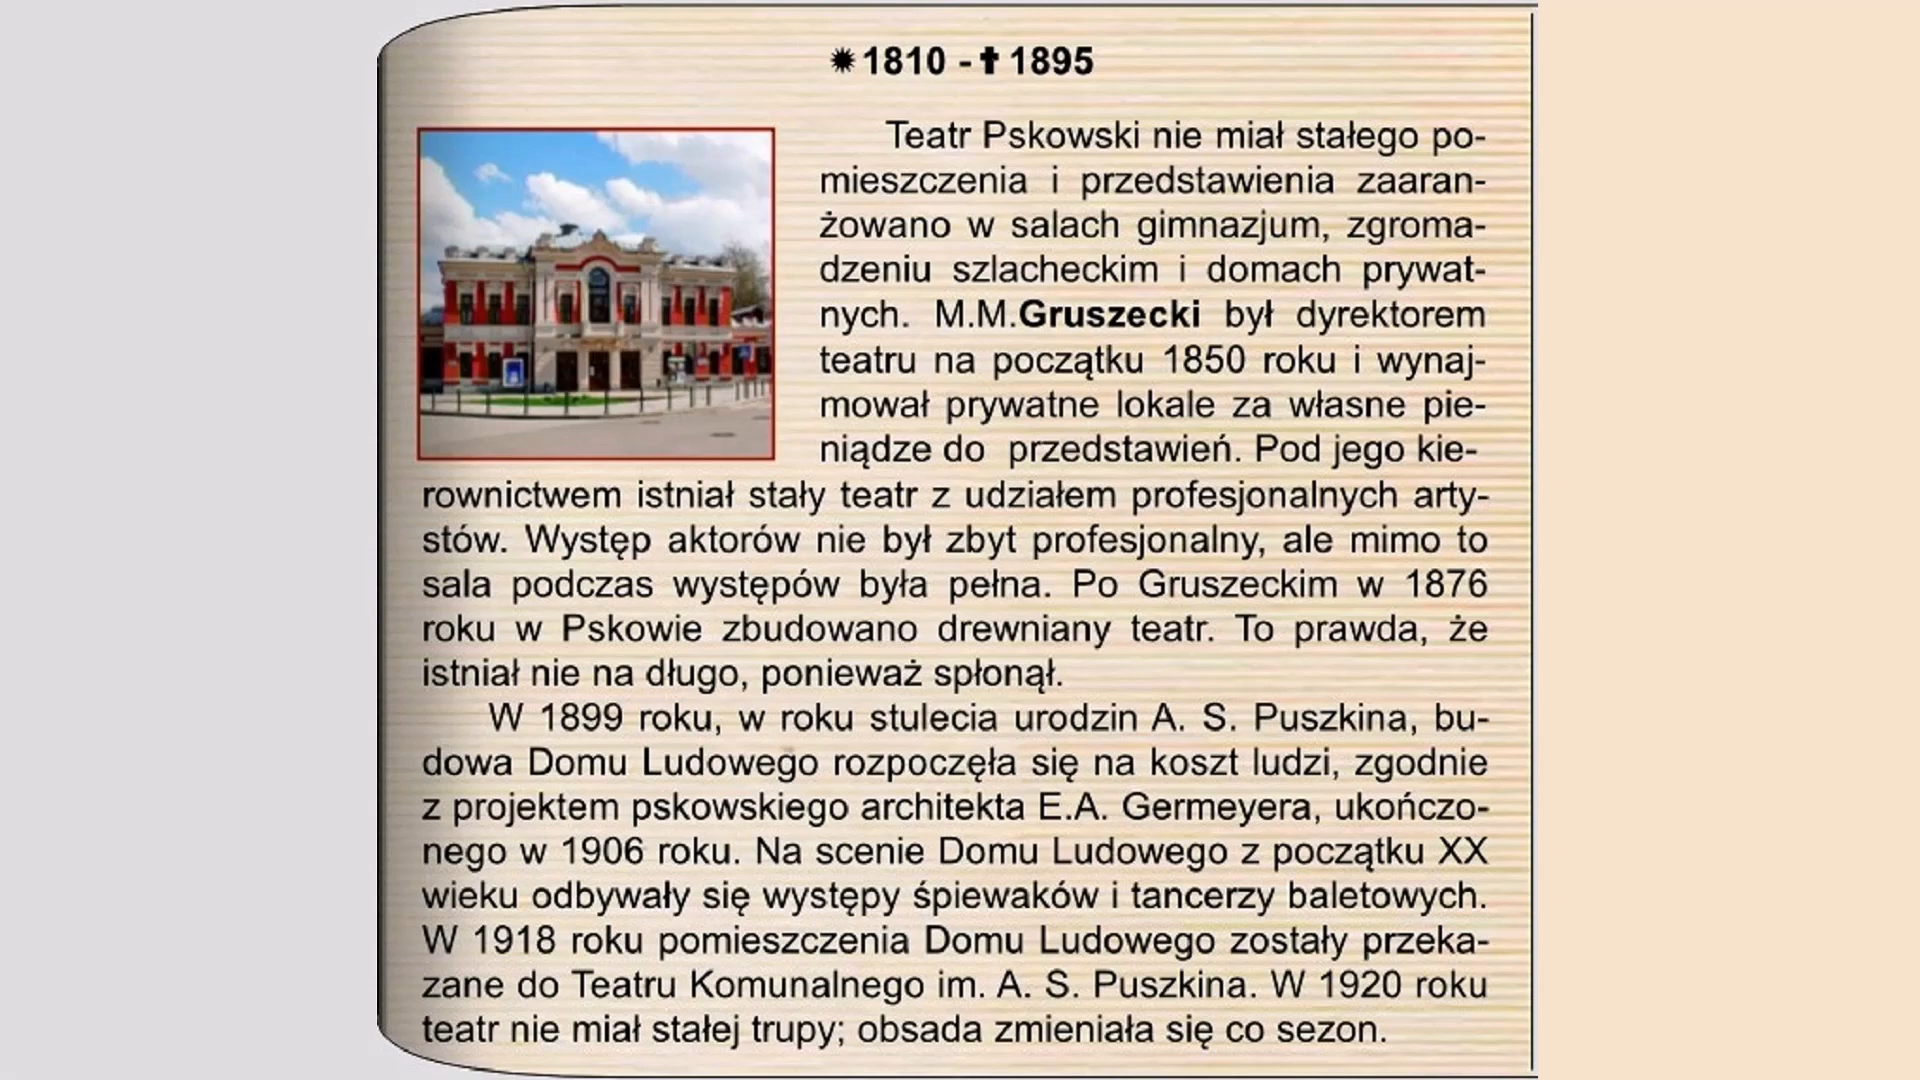 ✹1810 -✝1895
Teatr Pskowski nie miał stałego po-
mieszczenia i przedstawienia zaaran-
żowano w salach gimnazjum, zgroma-
dzeniu szlacheckim i domach prywat-
nych. M.M.Gruszecki był dyrektorem
teatru na początku 1850 roku i wynaj-
mował prywatne lokale za własne pie-
niądze do przedstawień. Pod jego kie-
rownictwem istniał stały teatr z udziałem profesjonalnych arty-
stów. Występ aktorów nie był zbyt profesjonalny, ale mimo to
sala podczas występów była pełna. Po Gruszeckim w 1876
roku w Pskowie zbudowano drewniany teatr. To prawda, że
istniał nie na długo, ponieważ spłonął.
W 1899 roku, w roku stulecia urodzin A. S. Puszkina, bu-
dowa Domu Ludowego rozpoczęła się na koszt ludzi, zgodnie
z projektem pskowskiego architekta E.A. Germeyera, ukończo-
nego w 1906 roku. Na scenie Domu Ludowego z początku XX
wieku odbywały się występy śpiewaków i tancerzy baletowych.
W 1918 roku pomieszczenia Domu Ludowego zostały przeka-
zane do Teatru Komunalnego im. A. S. Puszkina. W 1920 roku
teatr nie miał stałej trupy; obsada zmieniała się co sezon.